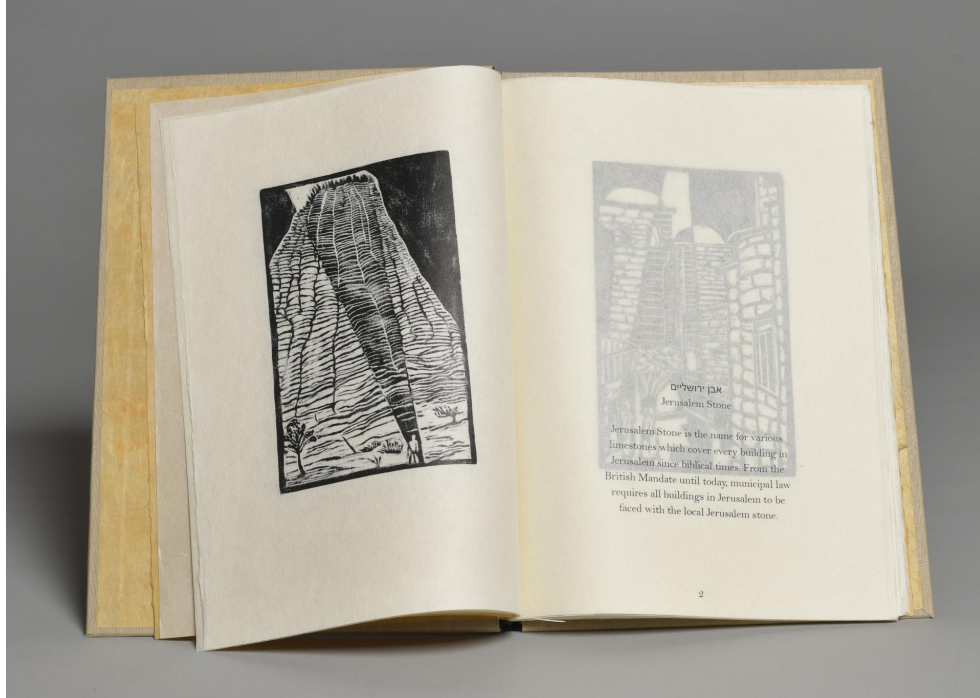 אבן ירושליים
Jerusalem Stone
Jerusalem Stone is the name for various
limestones which cover every building in
Jerusalem since biblical times. From the
British Mandate until today, municipal law
requires all buildings in Jerusalem to be
faced with the local Jerusalem stone.
2